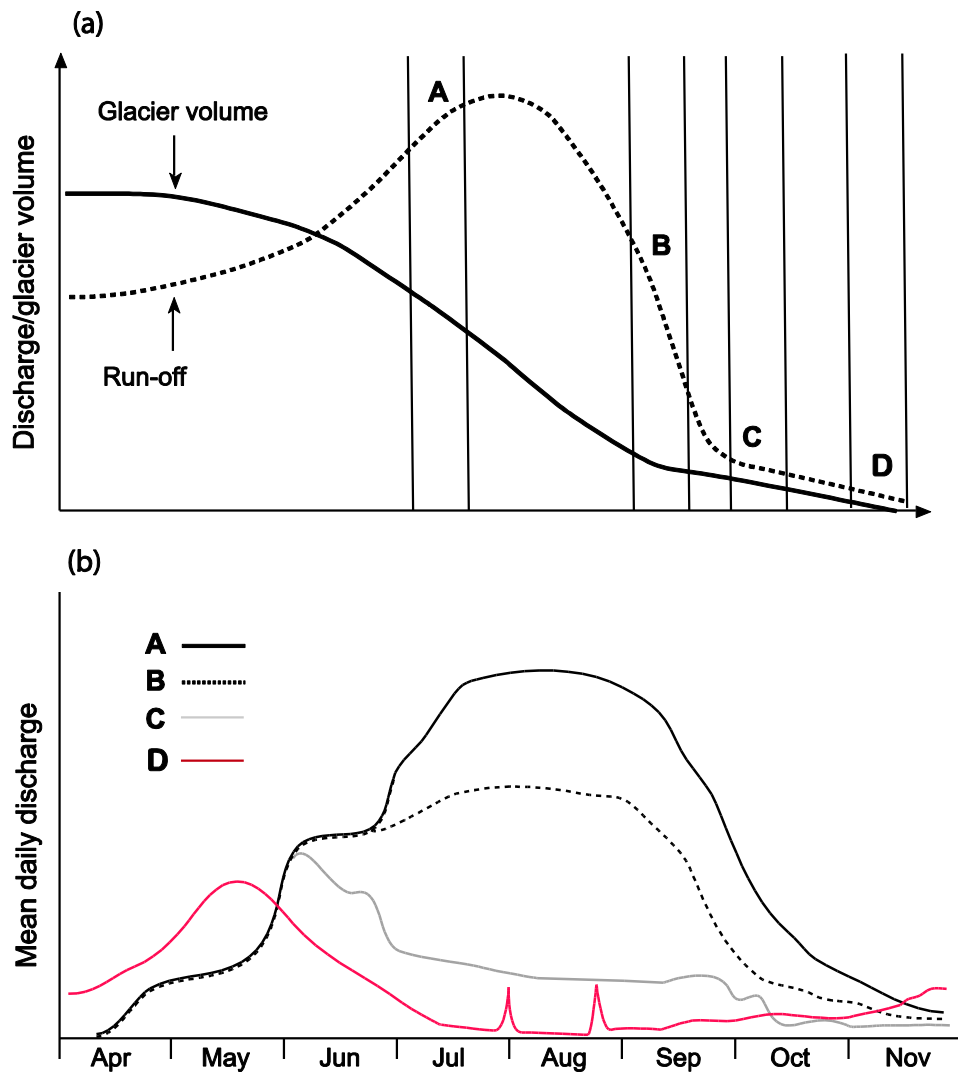 (a)
Glacier volume
A
Discharge/glacier volume
B
Run-off
C
D
(b)
A
B
C
D
Mean daily discharge
Apr May Jun Jul Aug Sep Oct Nov